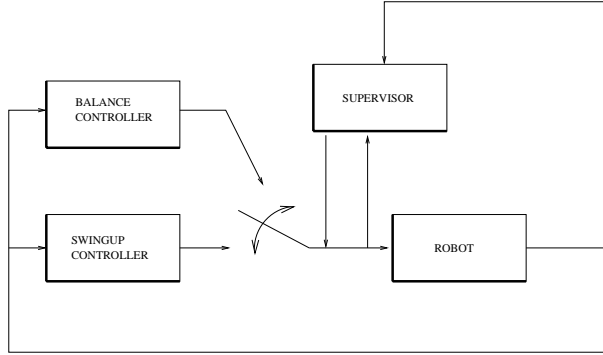 BALANCE
CONTROLLER
SUPERVISOR
SWINGUP
CONTROLLER
ROBOT